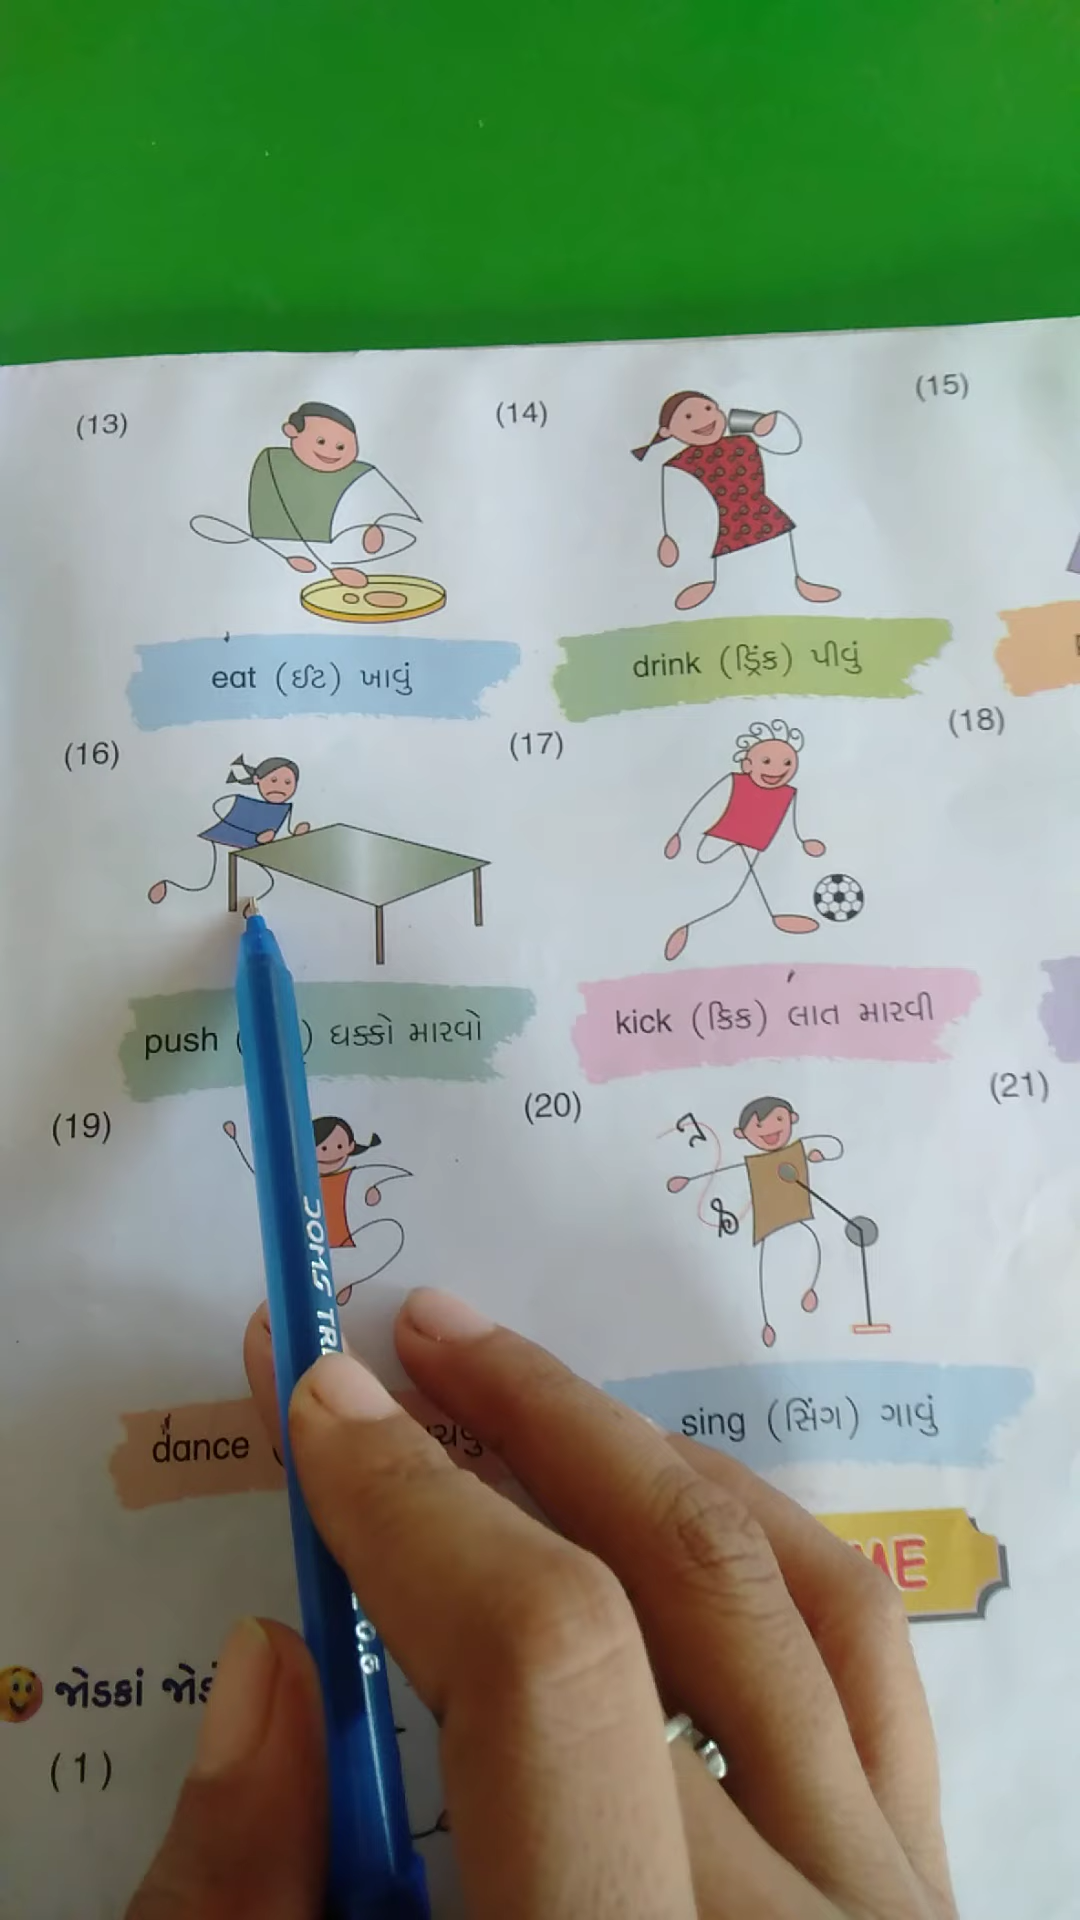 (13)
(14)
(15)
eat (ઈટ) ખાવું
drink (ડ્રિંક) પીવું
(16)
(17)
(18)
push ( ) ધક્કો મારવો
kick (કિક) લાત મારવી
(19)
(20)
(21)
dance (
sing (સિંગ) ગાવું
જોડકાં
(1)
JOMS